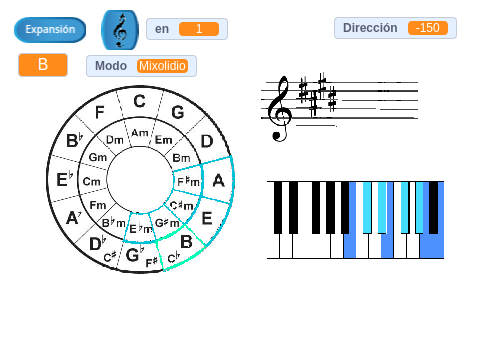 Expansión
en 1
Dirección -150
B
Modo Mixolidio
C
F G
B♭ D
E♭ A
A♭ E
D♭ C♯ B C♭
G♭ F♯
Am
Dm Em
Gm Bm
Cm F♯m
Fm C♯m
B♭m G♯m
E♭m